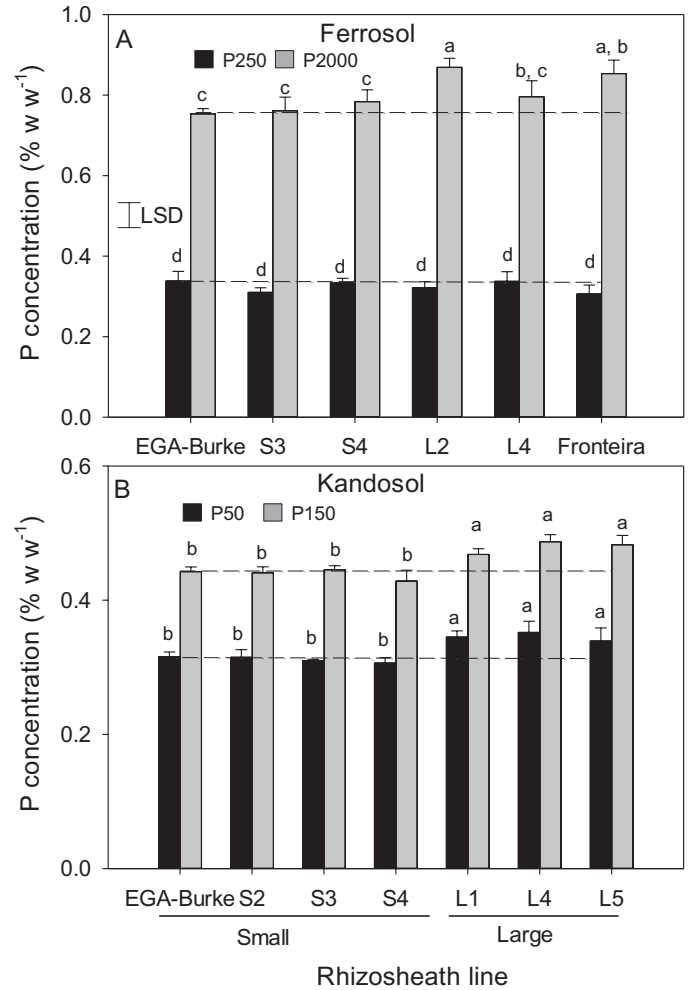 A
Ferrosol
P250 P2000
P concentration (% w w-1)
1.0
0.8
0.6
0.4
0.2
0.0
LSD
c c c a b, c a, b
d d d d d d
EGA-Burke S3 S4 L2 L4 Fronteira
B
Kandosol
P50 P150
P concentration (% w w-1)
0.6
0.4
0.2
0.0
b b b b a a a
b b b b a a a
EGA-Burke S2 S3 S4 L1 L4 L5
Small Large
Rhizosheath line